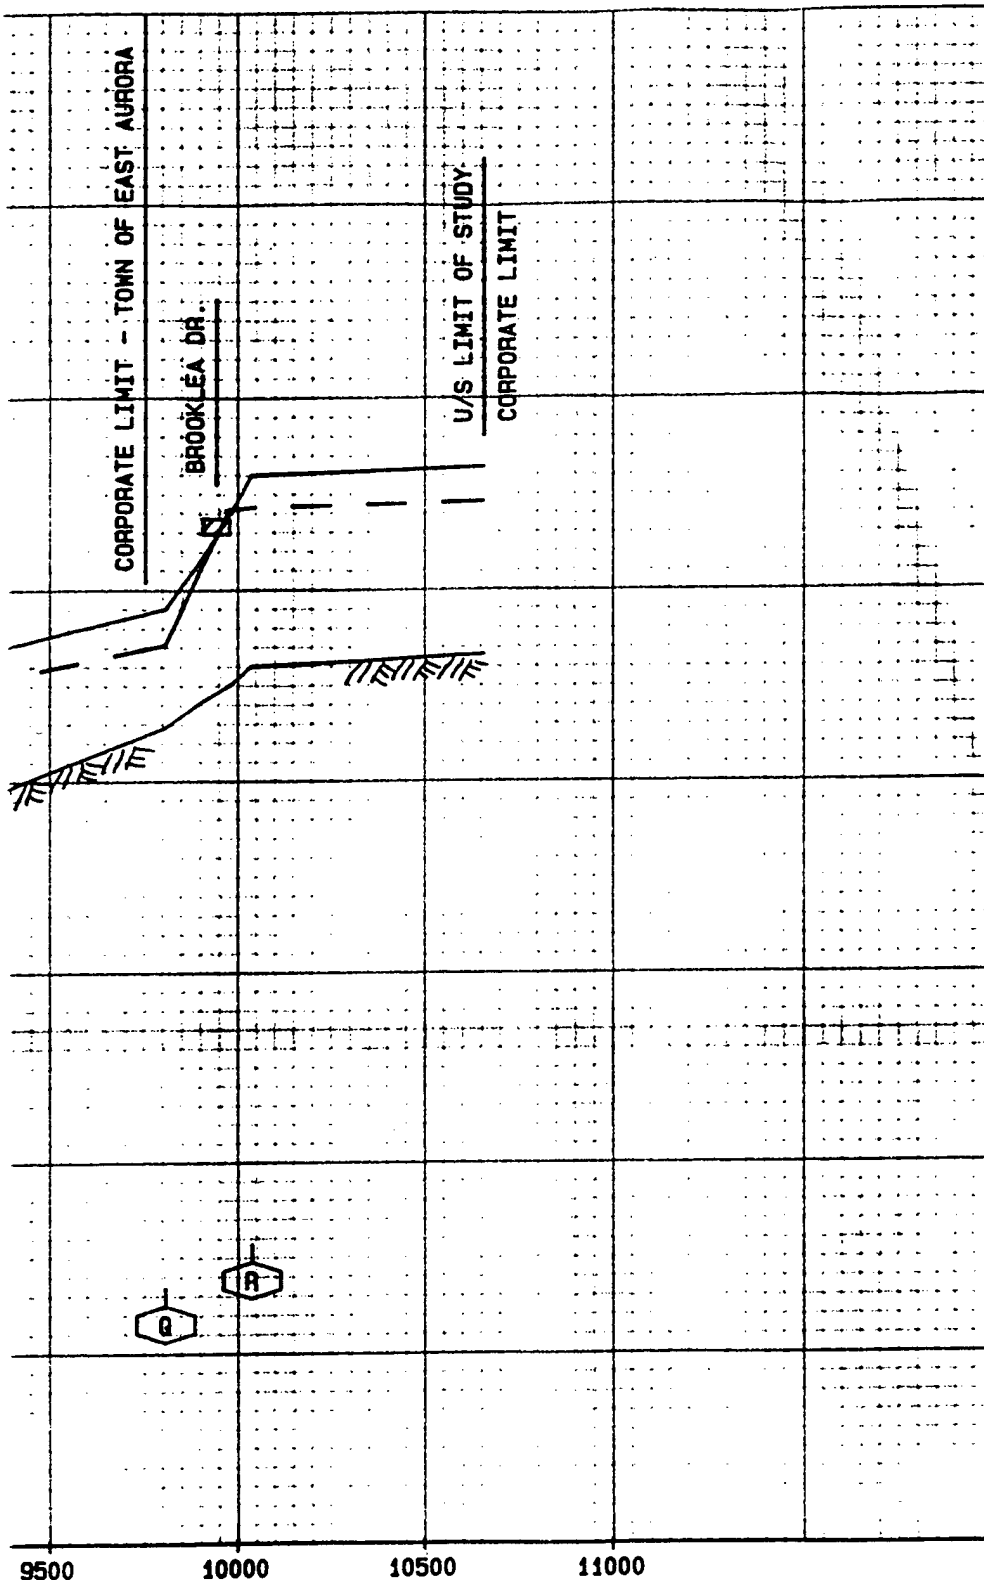 CORPORATE LIMIT - TOWN OF EAST AURORA
BROOKLEA DR.
U/S LIMIT OF STUDY
CORPORATE LIMIT
R
Q
9500 10000 10500 11000